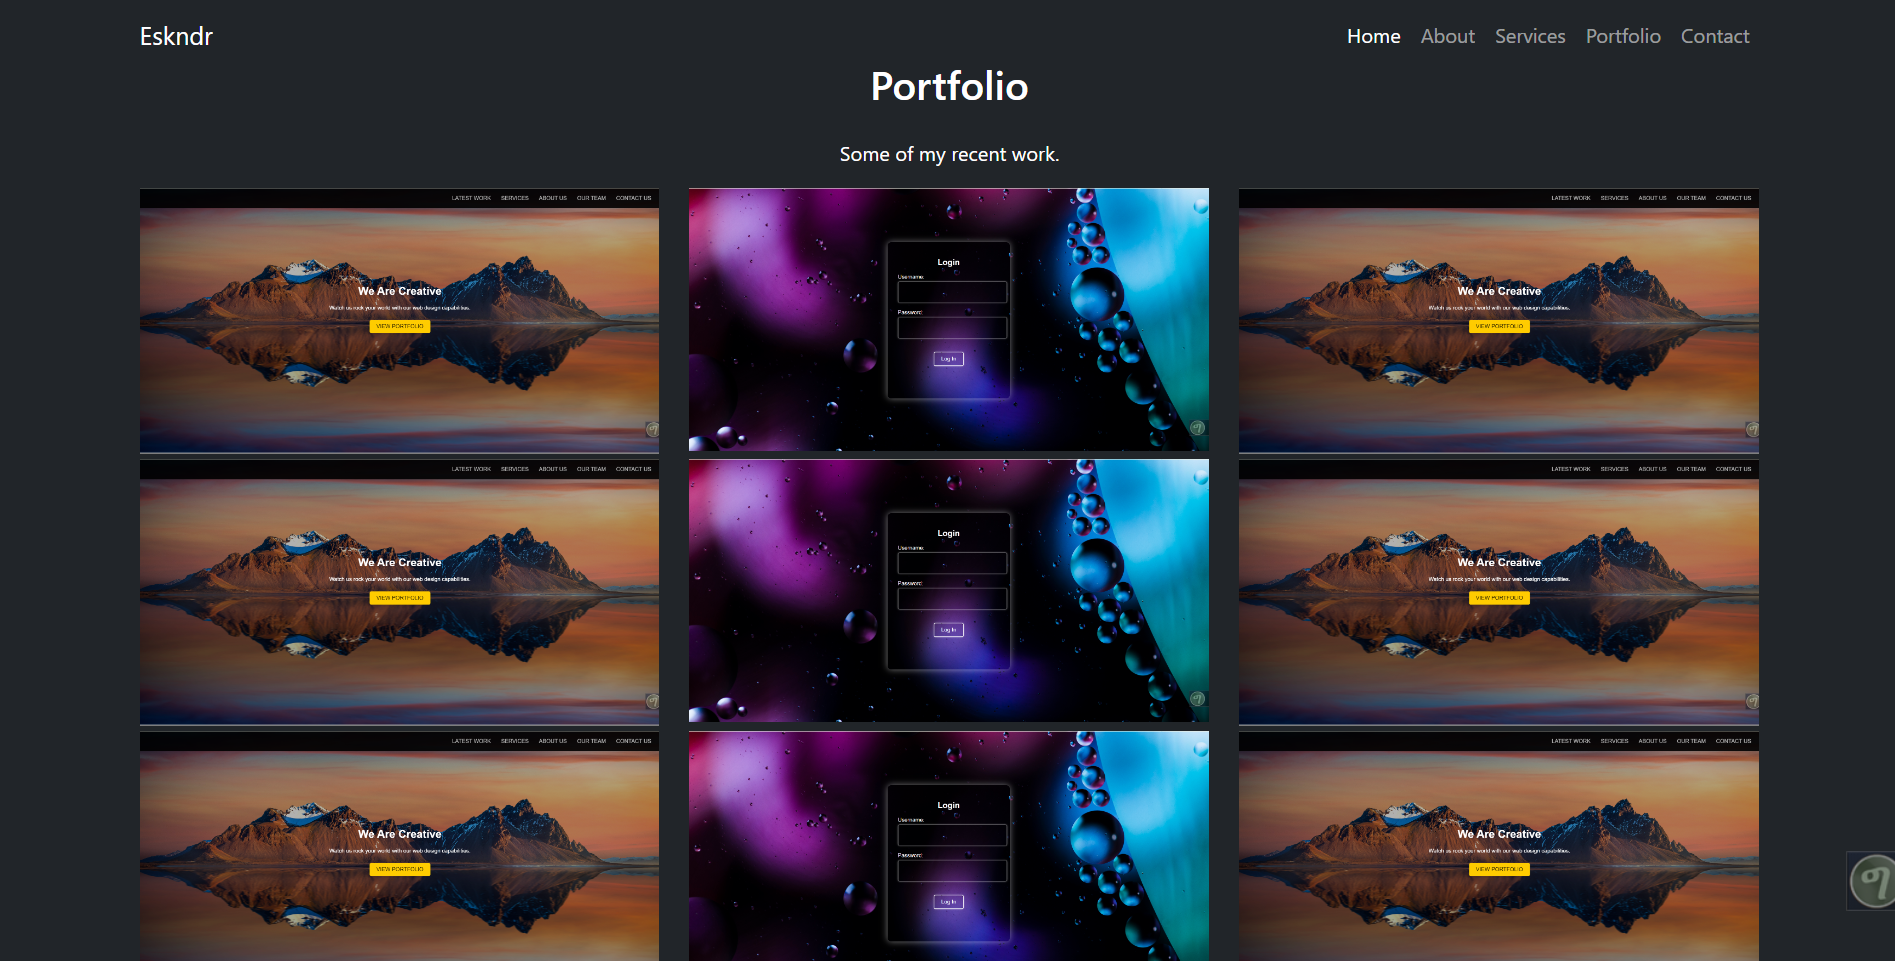 Eskndr
Home About Services Portfolio Contact
Portfolio
Some of my recent work.
LATEST WORK SERVICES ABOUT US OUR TEAM CONTACT US
We Are Creative
Watch us rock your world with our web design capabilities.
VIEW PORTFOLIO
Login
Username:
Password:
Log In
LATEST WORK SERVICES ABOUT US OUR TEAM CONTACT US
We Are Creative
Watch us rock your world with our web design capabilities.
VIEW PORTFOLIO
LATEST WORK SERVICES ABOUT US OUR TEAM CONTACT US
We Are Creative
Watch us rock your world with our web design capabilities.
VIEW PORTFOLIO
Login
Username:
Password:
Log In
LATEST WORK SERVICES ABOUT US OUR TEAM CONTACT US
We Are Creative
Watch us rock your world with our web design capabilities.
VIEW PORTFOLIO
LATEST WORK SERVICES ABOUT US OUR TEAM CONTACT US
We Are Creative
Watch us rock your world with our web design capabilities.
VIEW PORTFOLIO
Login
Username:
Password:
Log In
LATEST WORK SERVICES ABOUT US OUR TEAM CONTACT US
We Are Creative
Watch us rock your world with our web design capabilities.
VIEW PORTFOLIO